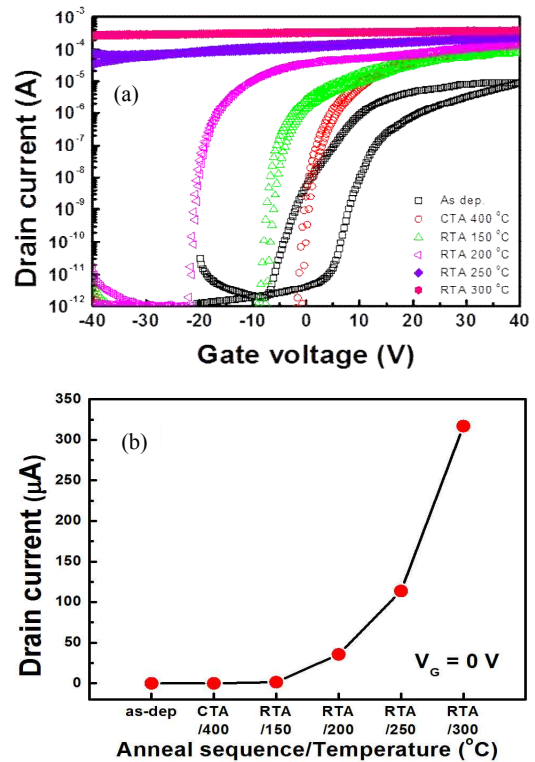 10⁻³
10⁻⁴
10⁻⁵
10⁻⁶
10⁻⁷
10⁻⁸
10⁻⁹
10⁻¹⁰
10⁻¹¹
10⁻¹²
Drain current (A)
(a)
As dep.
CTA 400 °C
RTA 150 °C
RTA 200 °C
RTA 250 °C
RTA 300 °C
-40 -30 -20 -10 0 10 20 30 40
Gate voltage (V)
350
300
250
200
150
100
50
0
Drain current (μA)
(b)
V_G = 0 V
as-dep CTA RTA RTA RTA RTA
/400 /150 /200 /250 /300
Anneal sequence/Temperature (°C)